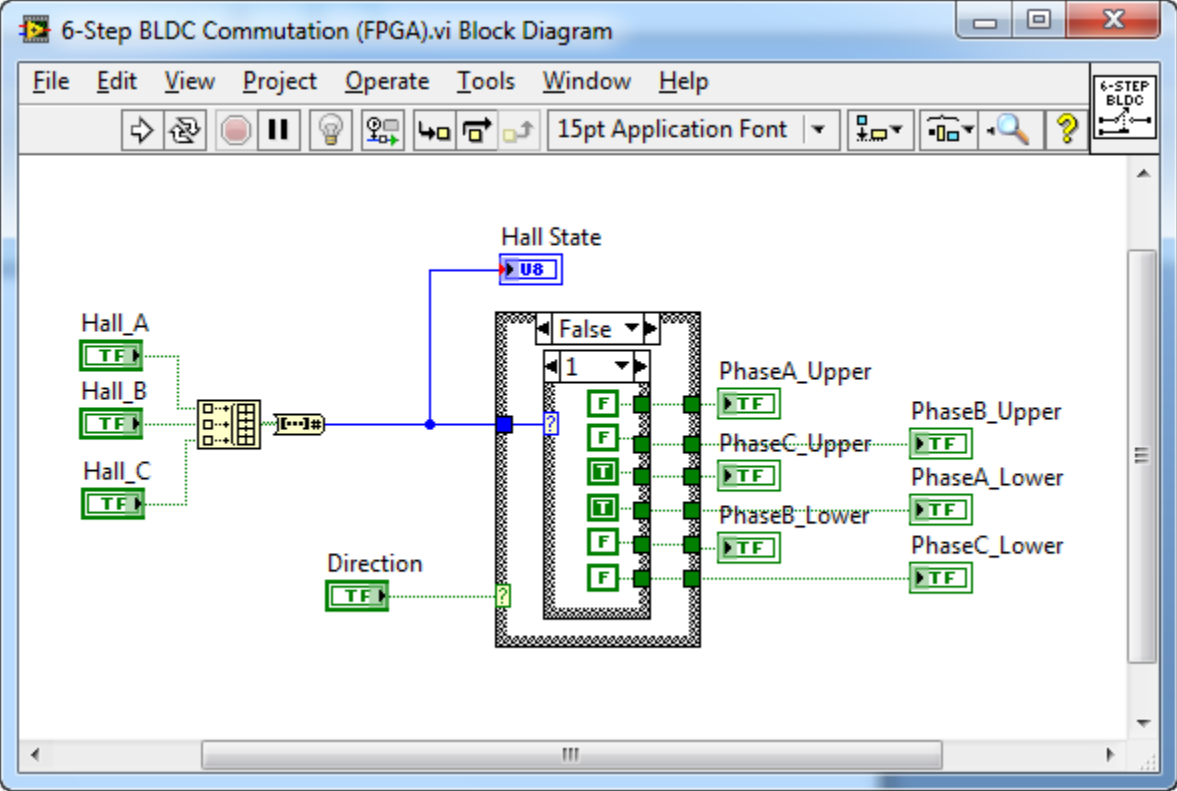 6-Step BLDC Commutation (FPGA).vi Block Diagram
File Edit View Project Operate Tools Window Help
6-STEP
BLDC
15pt Application Font
Hall State
U8
Hall_A
TF
Hall_B
TF
Hall_C
TF
Direction
TF
False
1
F
F
T
T
F
F
?
?
#
PhaseA_Upper
TF
PhaseB_Upper
TF
PhaseC_Upper
TF
PhaseA_Lower
TF
PhaseB_Lower
TF
PhaseC_Lower
TF